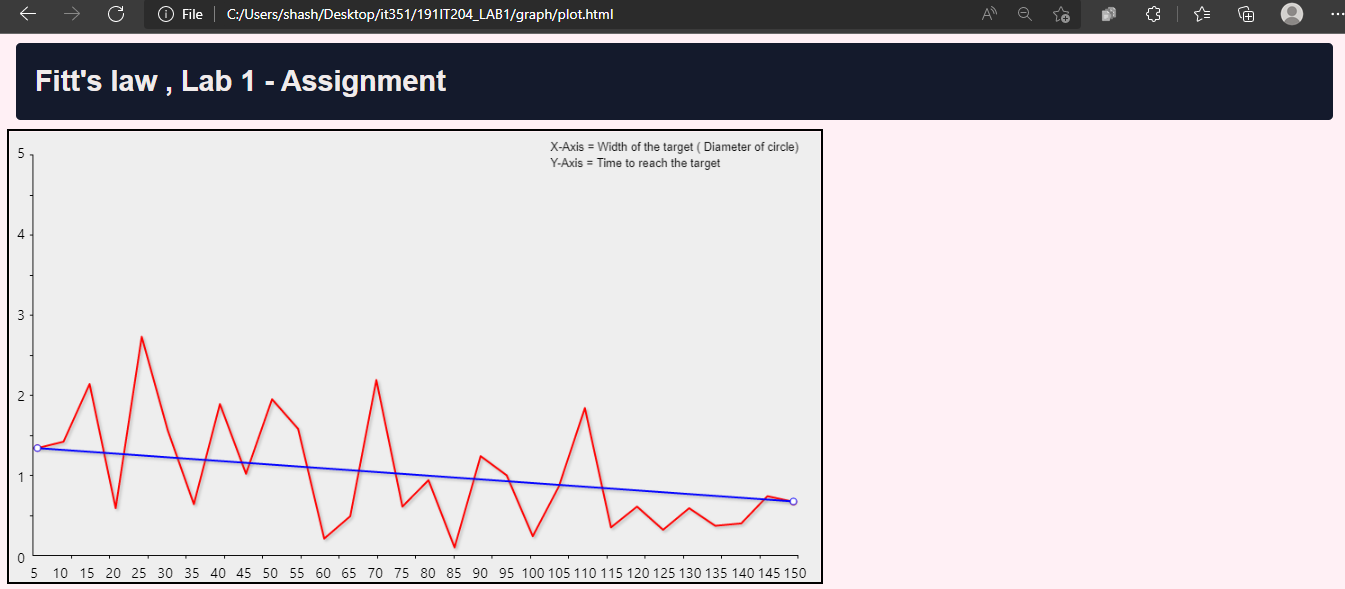 File
C:/Users/shash/Desktop/it351/191IT204_LAB1/graph/plot.html
Fitt's law , Lab 1 - Assignment
X-Axis = Width of the target ( Diameter of circle)
Y-Axis = Time to reach the target
5
4
3
2
1
0
5 10 15 20 25 30 35 40 45 50 55 60 65 70 75 80 85 90 95 100 105 110 115 120 125 130 135 140 145 150